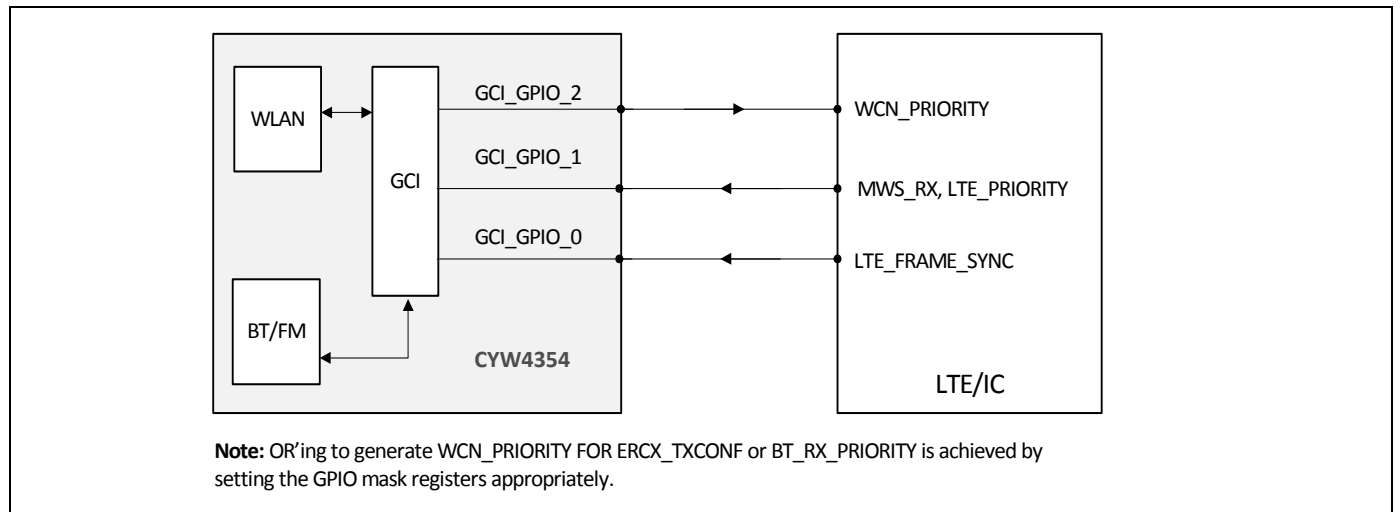 GCI_GPIO_2
WLAN
WCN_PRIORITY
GCI_GPIO_1
GCI
MWS_RX, LTE_PRIORITY
GCI_GPIO_0
LTE_FRAME_SYNC
BT/FM
CYW4354
LTE/IC
Note: OR’ing to generate WCN_PRIORITY FOR ERCX_TXCONF or BT_RX_PRIORITY is achieved by
setting the GPIO mask registers appropriately.